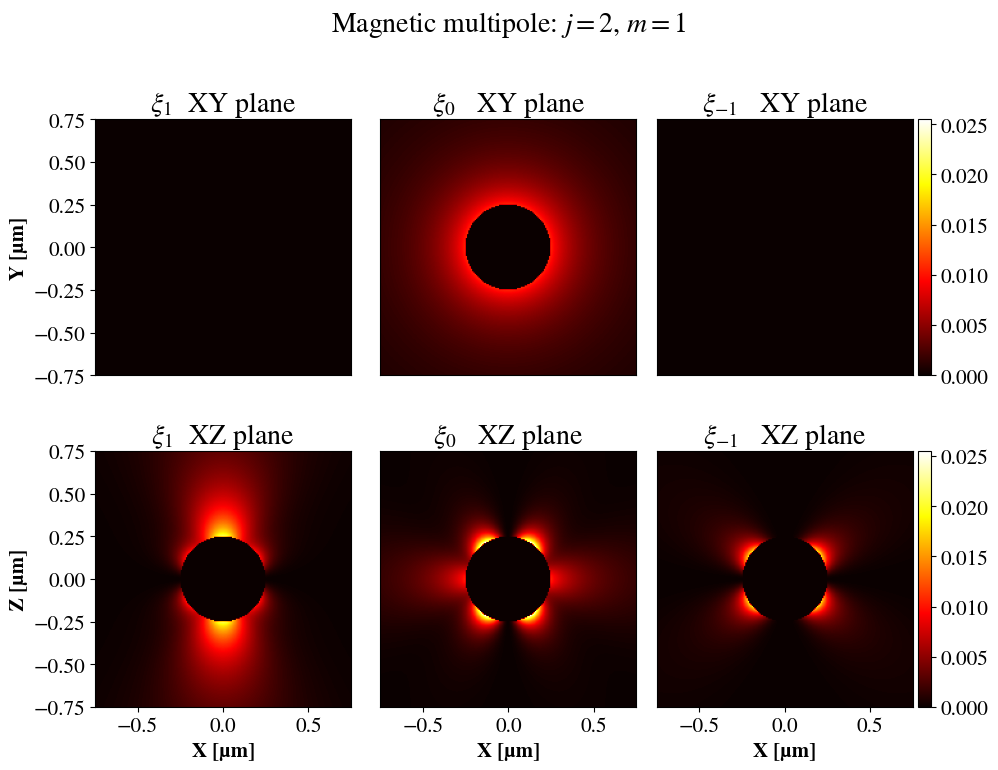 Magnetic multipole: j = 2, m = 1
ξ₁ XY plane
ξ₀ XY plane
ξ₋₁ XY plane
0.75
0.50
0.25
0.00
−0.25
−0.50
−0.75
Y [µm]
0.025
0.020
0.015
0.010
0.005
0.000
ξ₁ XZ plane
ξ₀ XZ plane
ξ₋₁ XZ plane
0.75
0.50
0.25
0.00
−0.25
−0.50
−0.75
Z [µm]
0.025
0.020
0.015
0.010
0.005
0.000
−0.5 0.0 0.5
−0.5 0.0 0.5
−0.5 0.0 0.5
X [µm]
X [µm]
X [µm]